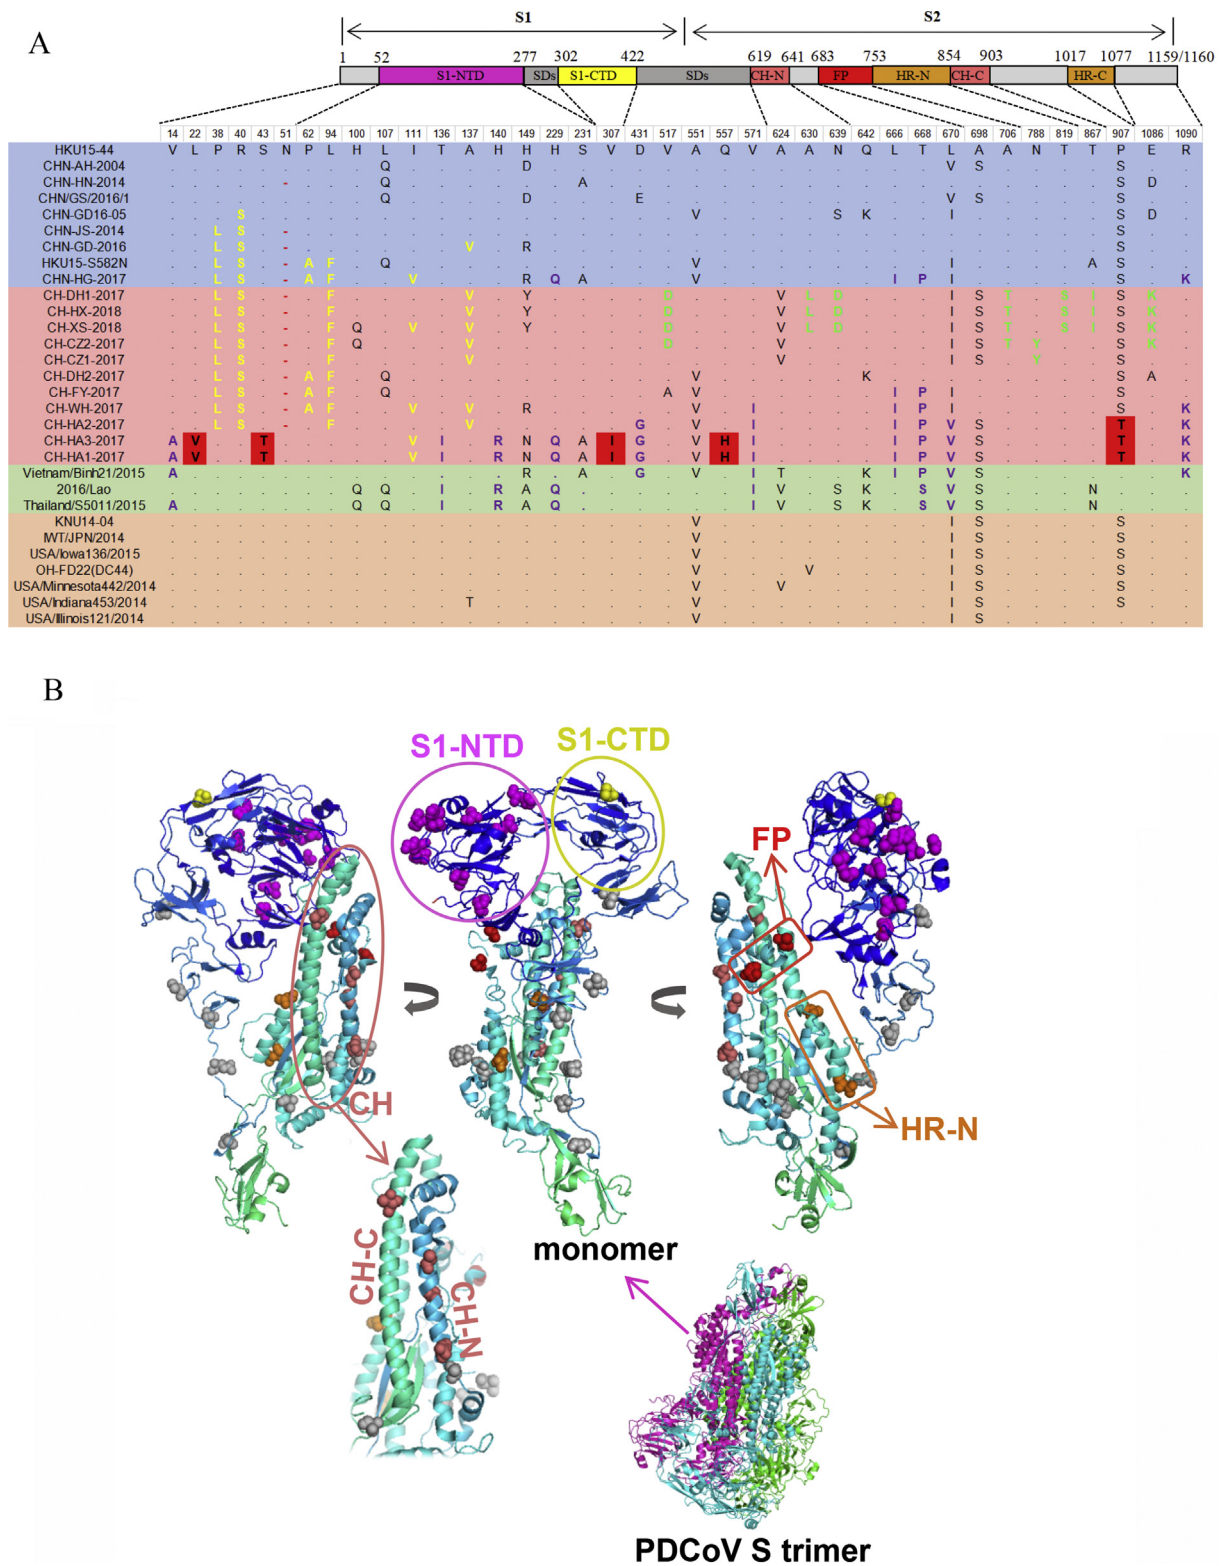 A
S1 S2
1 52 277 302 422 619 641 683 753 854 903 1017 1077 1159/1160
S1-NTD SDs S1-CTD SDs CH-N FP HR-N CH-C HR-C
14 22 38 40 43 51 62 94 100 107 111 136 137 140 149 229 231 307 431 517 551 557 571 624 630 639 642 666 668 670 698 706 788 819 867 907 1086 1090
HKU15-44 V L P R S N P L H L I T A H H H S V D V A Q V A A N Q L T L A A N T T P E R
CHN-AH-2004 Q D V S S
CHN-HN-2014 - Q A S D
CHN/GS/2016/1 Q D E V S S
CHN-GD16-05 S V S K I S D
CHN-JS-2014 L S - S
CHN-GD-2016 L S - V R S
HKU15-S582N L S - A F Q V I A S
CHN-HG-2017 L S - A F V R Q A V I P I S K
CH-DH1-2017 L S - F V Y V I S S K
CH-HX-2018 L S - F V Y V I S S K
CH-XS-2018 L S - F Q V V Y V I S S K
CH-CZ2-2017 L S - F Q V V I S S K
CH-CZ1-2017 L S - F V V I S S
CH-DH2-2017 L S - A F Q V K S A
CH-FY-2017 L S - A F Q A V I P I S
CH-WH-2017 L S - A F V V R V I I P I S K
CH-HA2-2017 L S - F V G V I I P V S T K
CH-HA3-2017 A V T V I R N Q A I G V H I I P V S T K
CH-HA1-2017 A V T V I R N Q A I G V H I I P V S T K
Vietnam/Binh21/2015 A R A G V I T K I P V S K
2016/Lao Q Q I R A Q I V S K S V S N
Thailand/S5011/2015 A Q Q I R A Q I V S K S V S N
KNU14-04 V I S S
IWT/JPN/2014 V I S S
USA/Iowa136/2015 V I S S
OH-FD22(DC44) V V I S S
USA/Minnesota442/2014 V V I S S
USA/Indiana453/2014 T V I S S
USA/Illinois121/2014 V I S
B
S1-NTD S1-CTD
FP
CH
HR-N
CH-C
CH-N
monomer
PDCoV S trimer